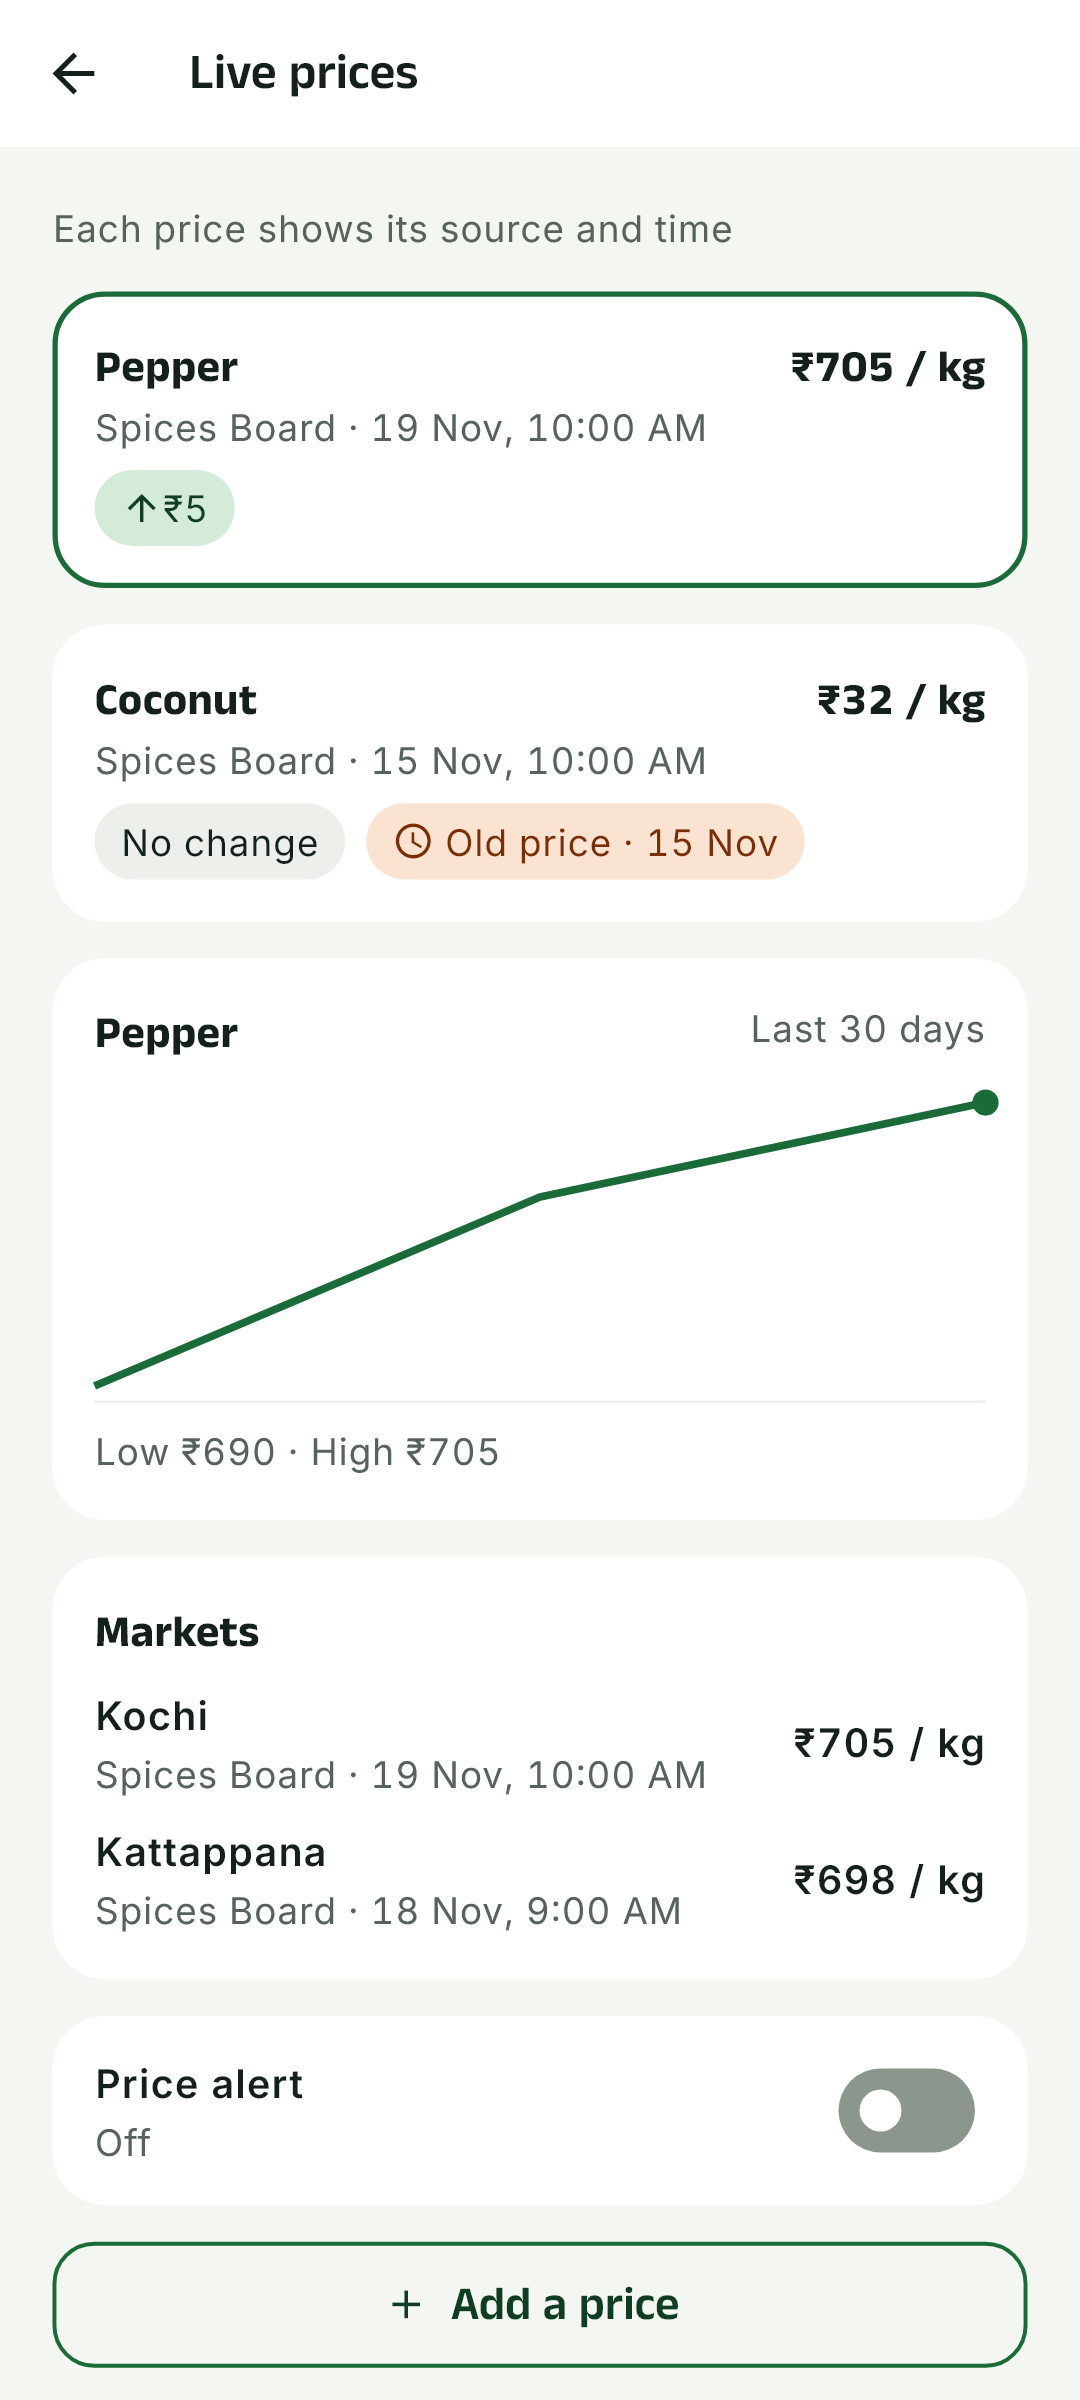 Live prices
Each price shows its source and time
Pepper ₹705 / kg
Spices Board · 19 Nov, 10:00 AM
↑₹5
Coconut ₹32 / kg
Spices Board · 15 Nov, 10:00 AM
No change Old price · 15 Nov
Pepper Last 30 days
Low ₹690 · High ₹705
Markets
Kochi
₹705 / kg
Spices Board · 19 Nov, 10:00 AM
Kattappana
₹698 / kg
Spices Board · 18 Nov, 9:00 AM
Price alert
Off
+ Add a price